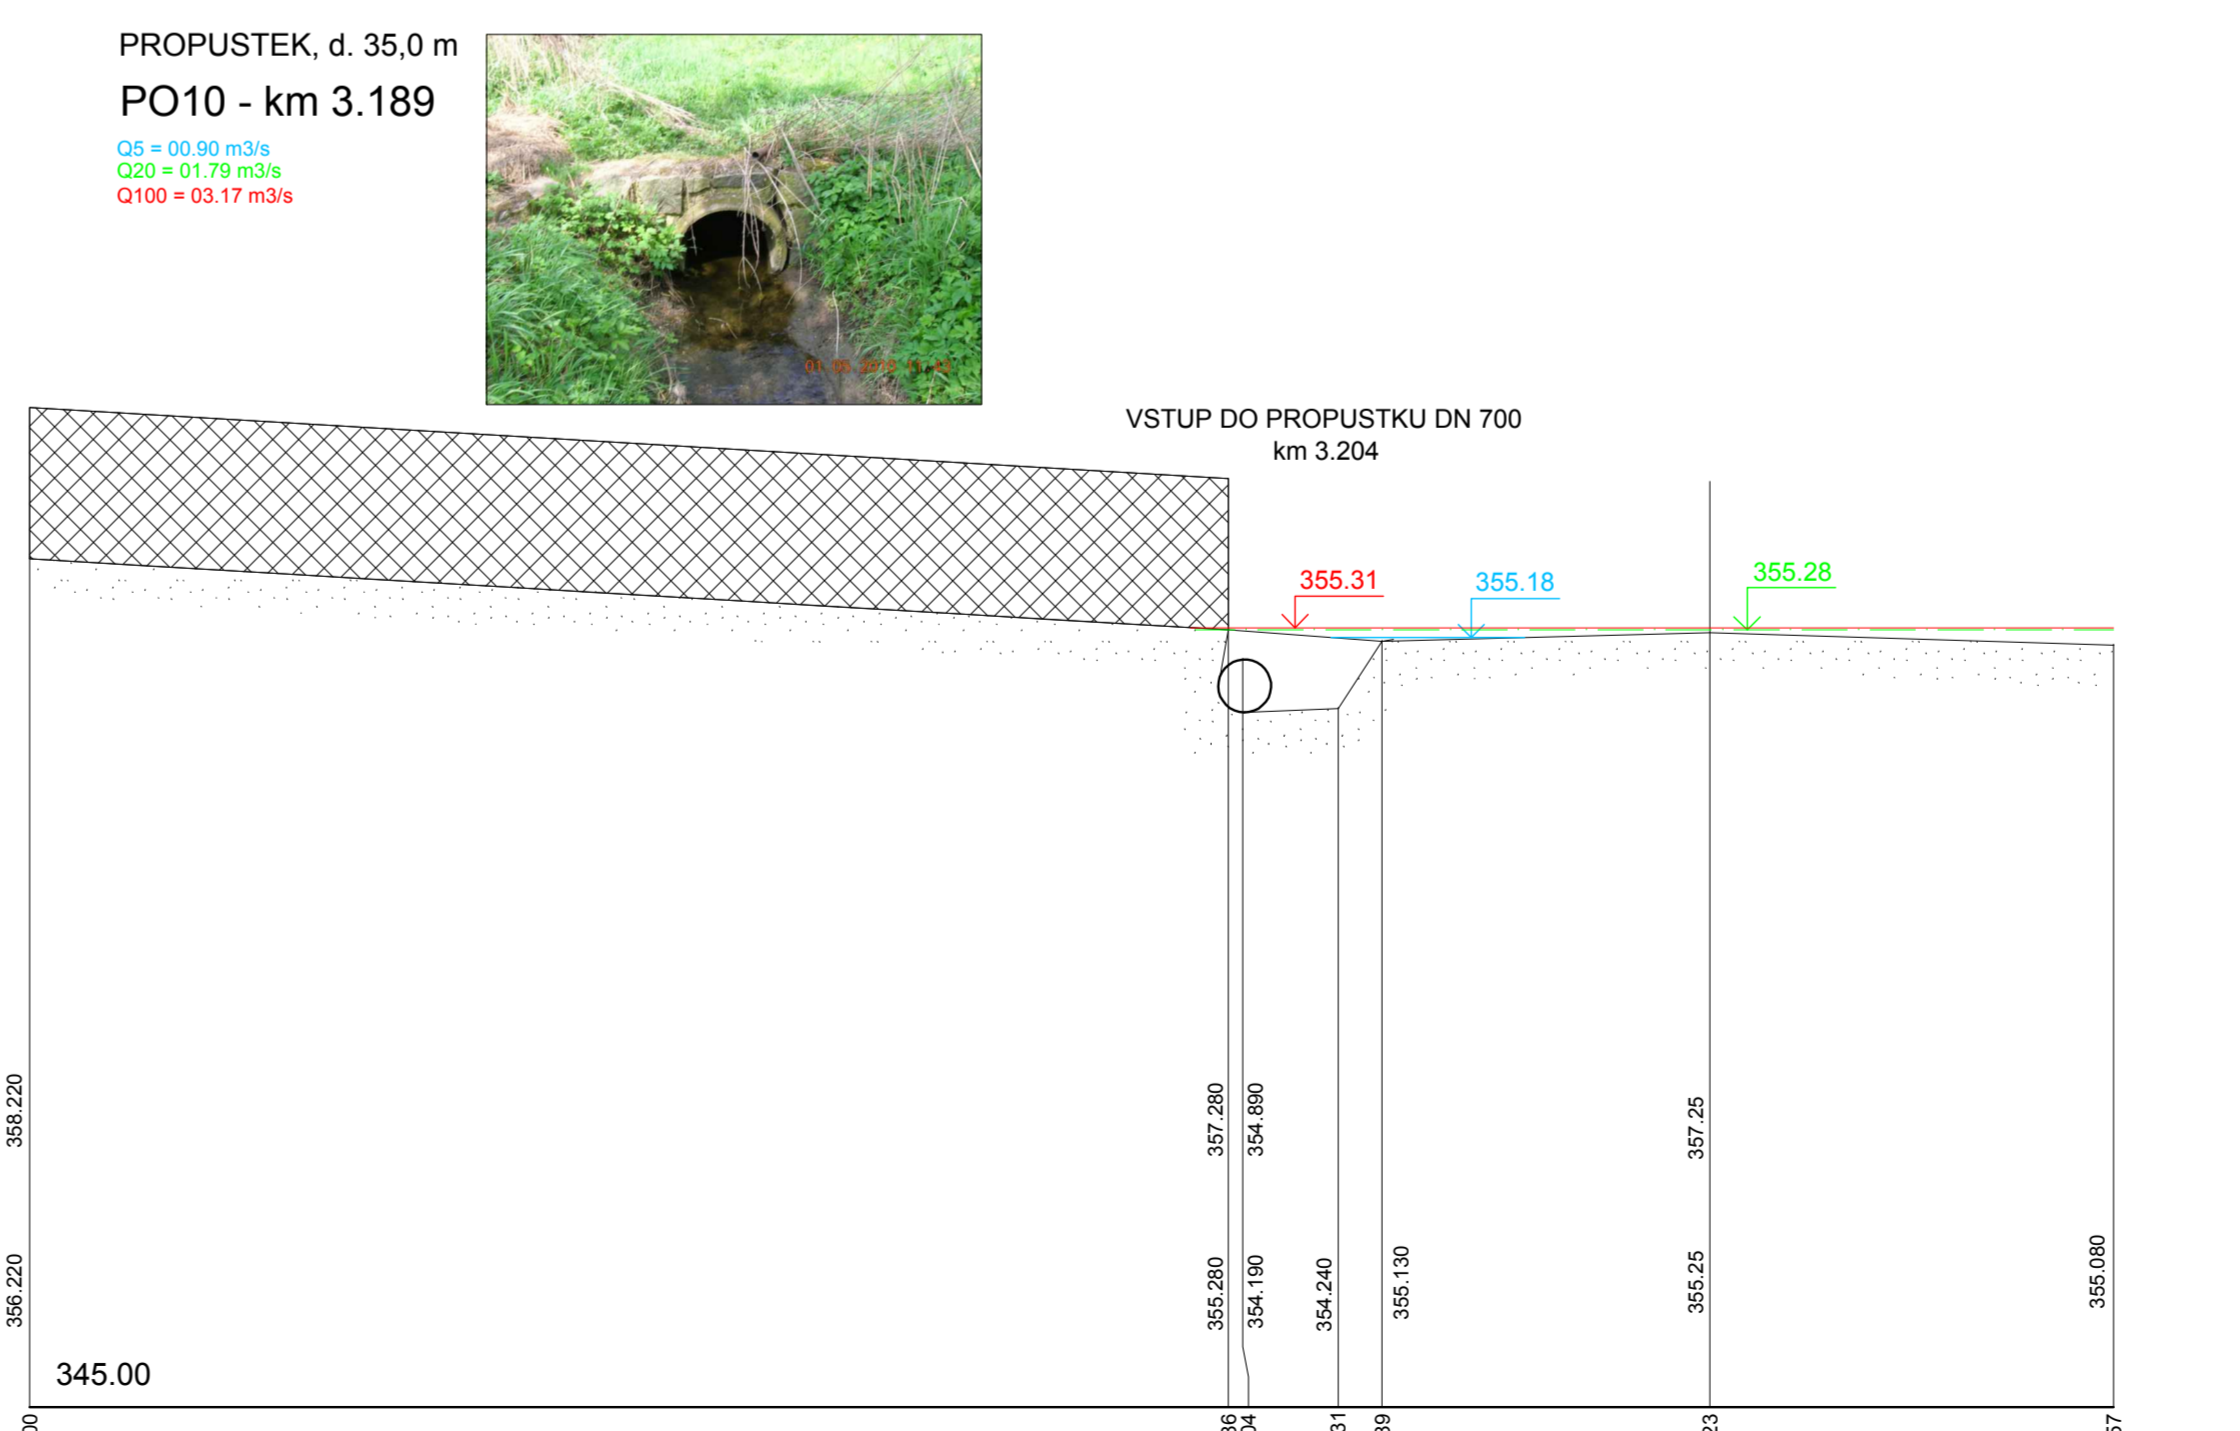 PROPUSTEK, d. 35,0 m
PO10 - km 3.189
Q5 = 00.90 m3/s
Q20 = 01.79 m3/s
Q100 = 03.17 m3/s
VSTUP DO PROPUSTKU DN 700
km 3.204
355.31
355.18
355.28
358.220
357.280
354.890
357.25
356.220
355.280
354.190
354.240
355.130
355.25
355.080
345.00